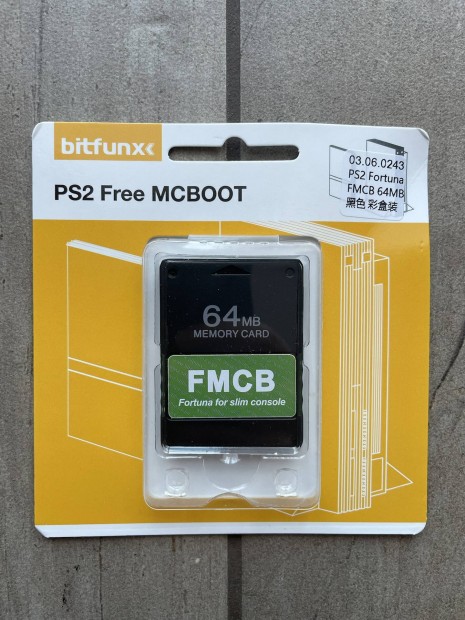 bitfunx
PS2 Free MCBOOT
03.06.0243
PS2 Fortuna
FMCB 64MB
黑色 彩盒装
64MB
MEMORY CARD
FMCB
Fortuna for slim console